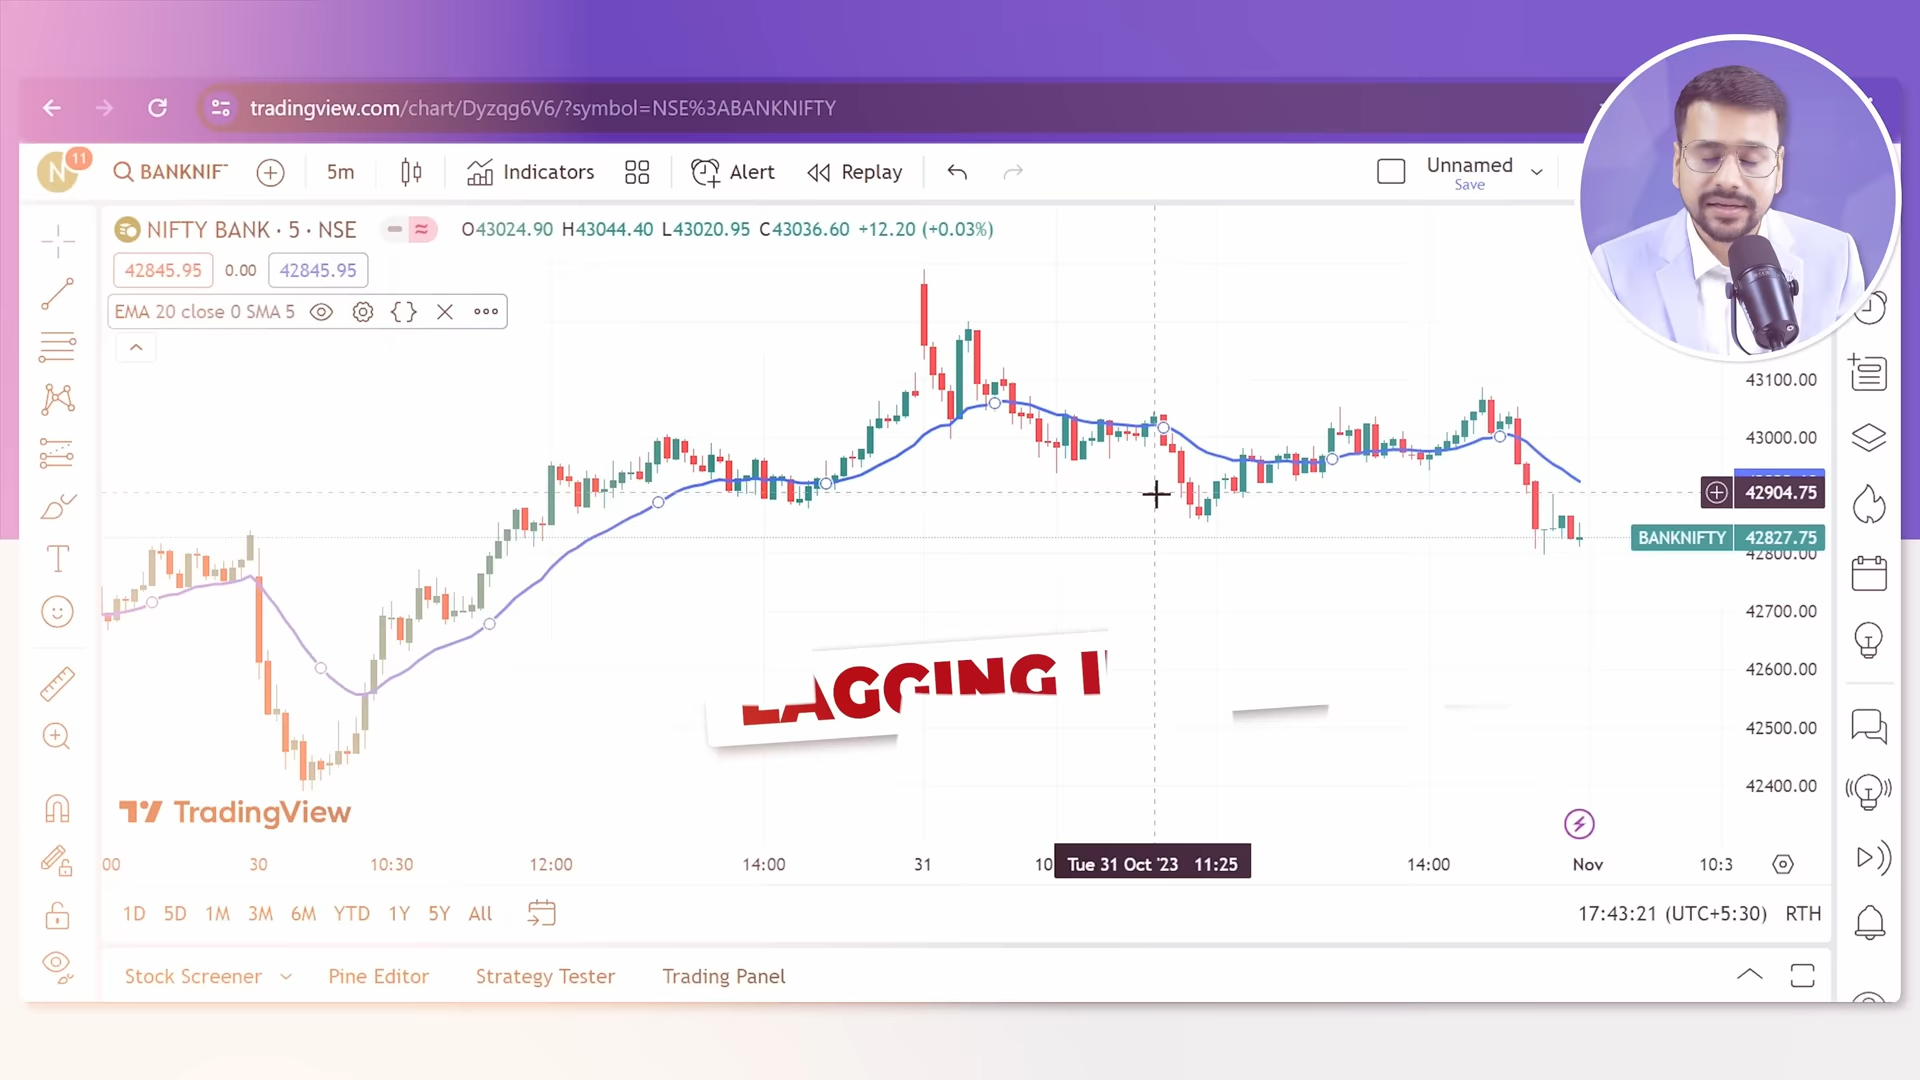 tradingview.com/chart/Dyzqg6V6/?symbol=NSE%3ABANKNIFTY
N 11 BANKNIF 5m Indicators Alert Replay Unnamed
Save
NIFTY BANK · 5 · NSE O43024.90 H43044.40 L43020.95 C43036.60 +12.20 (+0.03%)
42845.95 0.00 42845.95
EMA 20 close 0 SMA 5
43100.00
43000.00
42904.75
BANKNIFTY 42827.75
42800.00
42700.00
42600.00
LAGGING I
42500.00
42400.00
TradingView
00 30 10:30 12:00 14:00 31 10 Tue 31 Oct '23 11:25 14:00 Nov 10:3
1D 5D 1M 3M 6M YTD 1Y 5Y All 17:43:21 (UTC+5:30) RTH
Stock Screener Pine Editor Strategy Tester Trading Panel